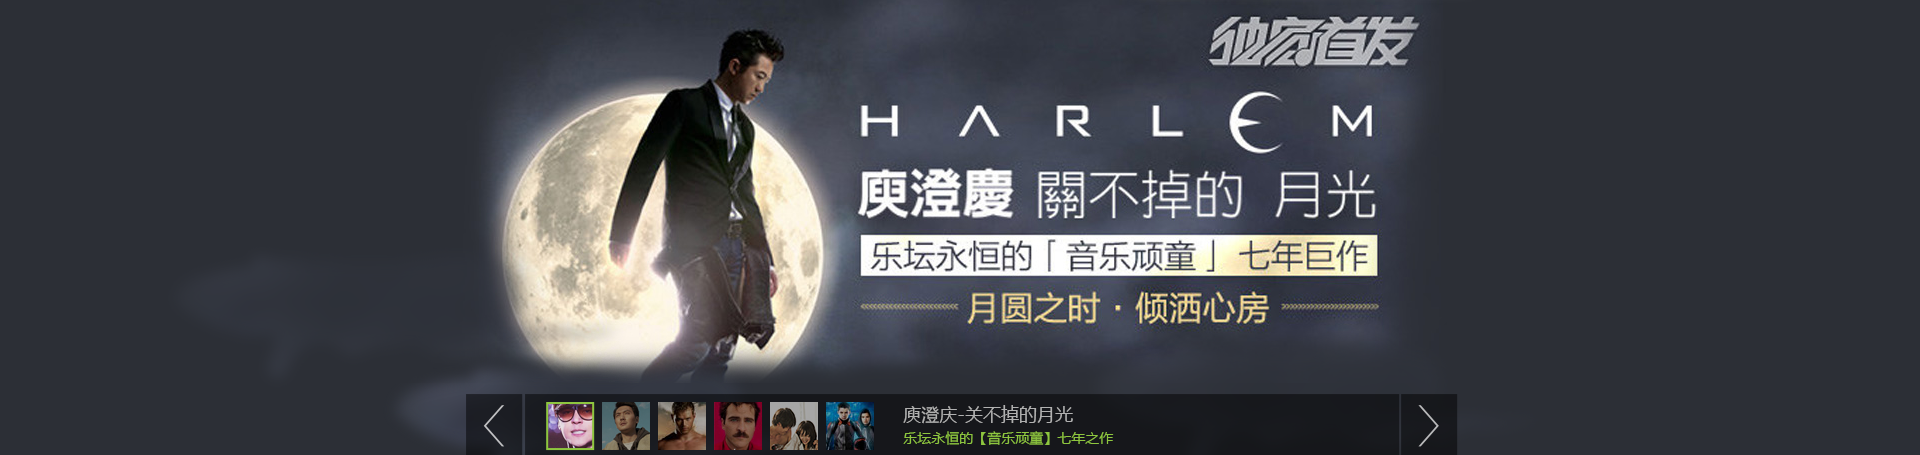 独家首发
HARLEM
庾澄慶 關不掉的 月光
乐坛永恒的「音乐顽童」 七年巨作
月圆之时·倾洒心房
庾澄庆-关不掉的月光
乐坛永恒的【音乐顽童】七年之作